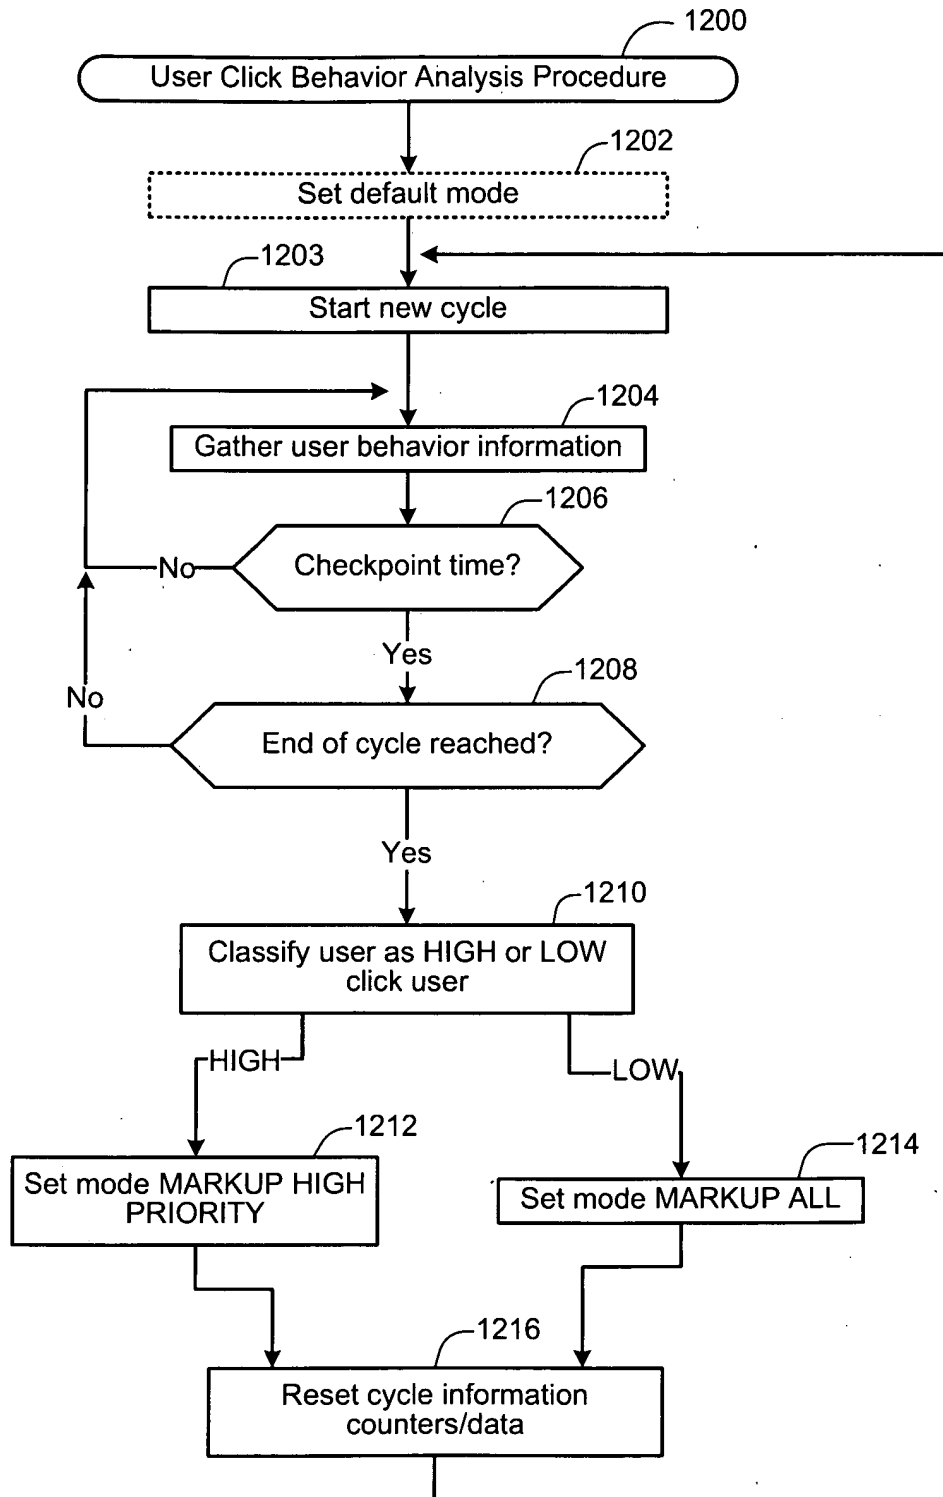 1200
User Click Behavior Analysis Procedure
1202
Set default mode
1203
Start new cycle
1204
Gather user behavior information
1206
Checkpoint time?
No
Yes
1208
No
End of cycle reached?
Yes
1210
Classify user as HIGH or LOW
click user
HIGH
LOW
1212
Set mode MARKUP HIGH
PRIORITY
1214
Set mode MARKUP ALL
1216
Reset cycle information
counters/data